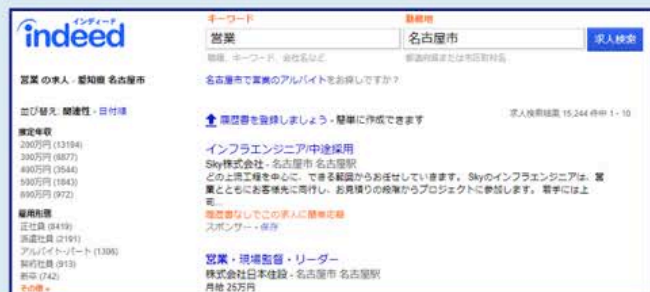 インディード
indeed
キーワード
勤務地
営業
名古屋市
求人検索
職種、キーワード、会社名など
都道府県または市区町村名
営業 の求人 - 愛知県 名古屋市
名古屋市で営業のアルバイトをお探しですか?
並び替え: 関連性 - 日付順
履歴書を登録しましょう - 簡単に作成できます
求人検索結果 15,244 件中 1 - 10
推定年収
200万円 (13194)
300万円 (6877)
400万円 (3544)
500万円 (1843)
600万円 (972)
雇用形態
正社員 (8419)
派遣社員 (2191)
アルバイト・パート (1398)
契約社員 (913)
新卒 (742)
その他 »
インフラエンジニア/中途採用
Sky株式会社 - 名古屋市 名古屋駅
どの上流工程を中心に、できる範囲からお任せしていきます。 Skyのインフラエンジニアは、営
業とともにお客様先に同行し、お見積りの段階からプロジェクトに参加します。 若手には上
司...
履歴書なしでこの求人に簡単応募
スポンサー - 保存
営業・現場監督・リーダー
株式会社日本住設 - 名古屋市 名古屋駅
月給 25万円